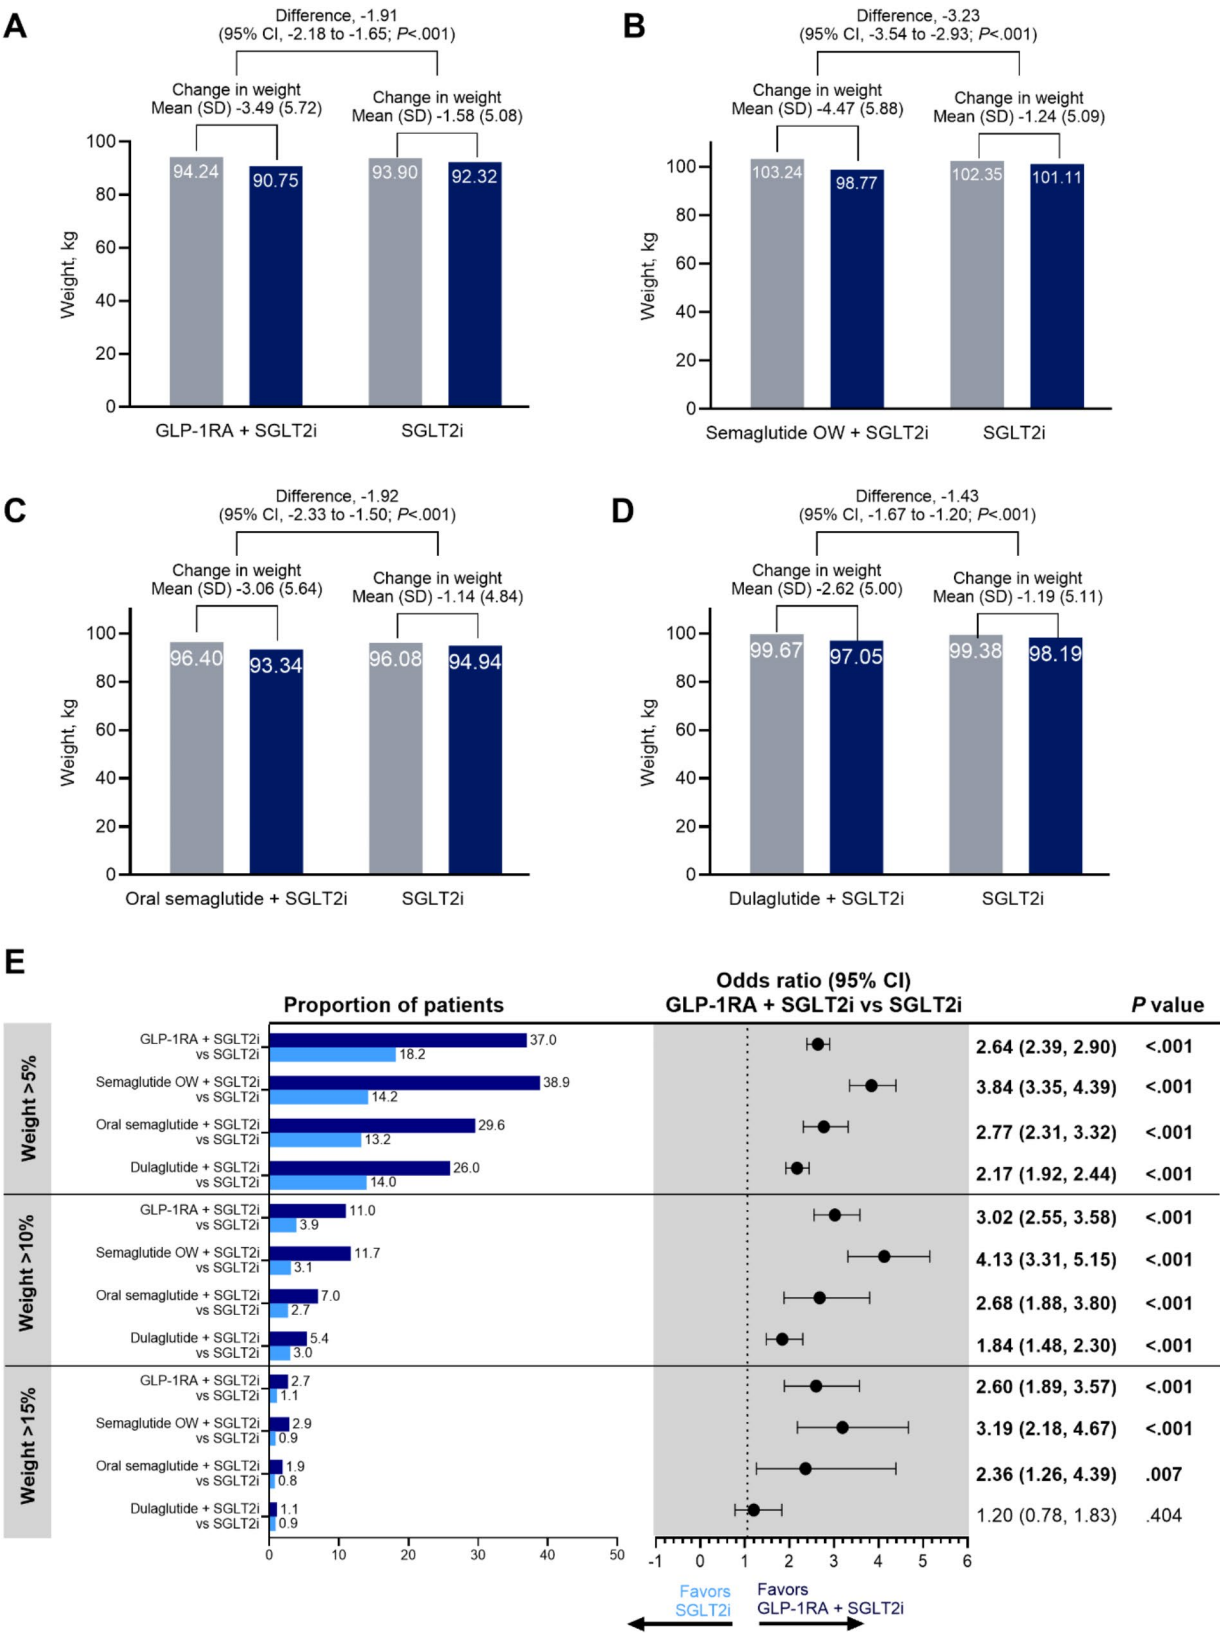 A
Difference, -1.91
(95% CI, -2.18 to -1.65; P<.001)
Change in weight
Mean (SD) -3.49 (5.72)
Change in weight
Mean (SD) -1.58 (5.08)
Weight, kg
100
80
60
40
20
0
94.24
90.75
93.90
92.32
GLP-1RA + SGLT2i
SGLT2i
B
Difference, -3.23
(95% CI, -3.54 to -2.93; P<.001)
Change in weight
Mean (SD) -4.47 (5.88)
Change in weight
Mean (SD) -1.24 (5.09)
Weight, kg
100
80
60
40
20
0
103.24
98.77
102.35
101.11
Semaglutide OW + SGLT2i
SGLT2i
C
Difference, -1.92
(95% CI, -2.33 to -1.50; P<.001)
Change in weight
Mean (SD) -3.06 (5.64)
Change in weight
Mean (SD) -1.14 (4.84)
Weight, kg
100
80
60
40
20
0
96.40
93.34
96.08
94.94
Oral semaglutide + SGLT2i
SGLT2i
D
Difference, -1.43
(95% CI, -1.67 to -1.20; P<.001)
Change in weight
Mean (SD) -2.62 (5.00)
Change in weight
Mean (SD) -1.19 (5.11)
Weight, kg
100
80
60
40
20
0
99.67
97.05
99.38
98.19
Dulaglutide + SGLT2i
SGLT2i
E
Proportion of patients
Odds ratio (95% CI)
GLP-1RA + SGLT2i vs SGLT2i
P value
Weight >5%
GLP-1RA + SGLT2i 37.0
vs SGLT2i 18.2
2.64 (2.39, 2.90) <.001
Semaglutide OW + SGLT2i 38.9
vs SGLT2i 14.2
3.84 (3.35, 4.39) <.001
Oral semaglutide + SGLT2i 29.6
vs SGLT2i 13.2
2.77 (2.31, 3.32) <.001
Dulaglutide + SGLT2i 26.0
vs SGLT2i 14.0
2.17 (1.92, 2.44) <.001
Weight >10%
GLP-1RA + SGLT2i 11.0
vs SGLT2i 3.9
3.02 (2.55, 3.58) <.001
Semaglutide OW + SGLT2i 11.7
vs SGLT2i 3.1
4.13 (3.31, 5.15) <.001
Oral semaglutide + SGLT2i 7.0
vs SGLT2i 2.7
2.68 (1.88, 3.80) <.001
Dulaglutide + SGLT2i 5.4
vs SGLT2i 3.0
1.84 (1.48, 2.30) <.001
Weight >15%
GLP-1RA + SGLT2i 2.7
vs SGLT2i 1.1
2.60 (1.89, 3.57) <.001
Semaglutide OW + SGLT2i 2.9
vs SGLT2i 0.9
3.19 (2.18, 4.67) <.001
Oral semaglutide + SGLT2i 1.9
vs SGLT2i 0.8
2.36 (1.26, 4.39) .007
Dulaglutide + SGLT2i 1.1
vs SGLT2i 0.9
1.20 (0.78, 1.83) .404
0 10 20 30 40 50
-1 0 1 2 3 4 5 6
Favors
SGLT2i
Favors
GLP-1RA + SGLT2i